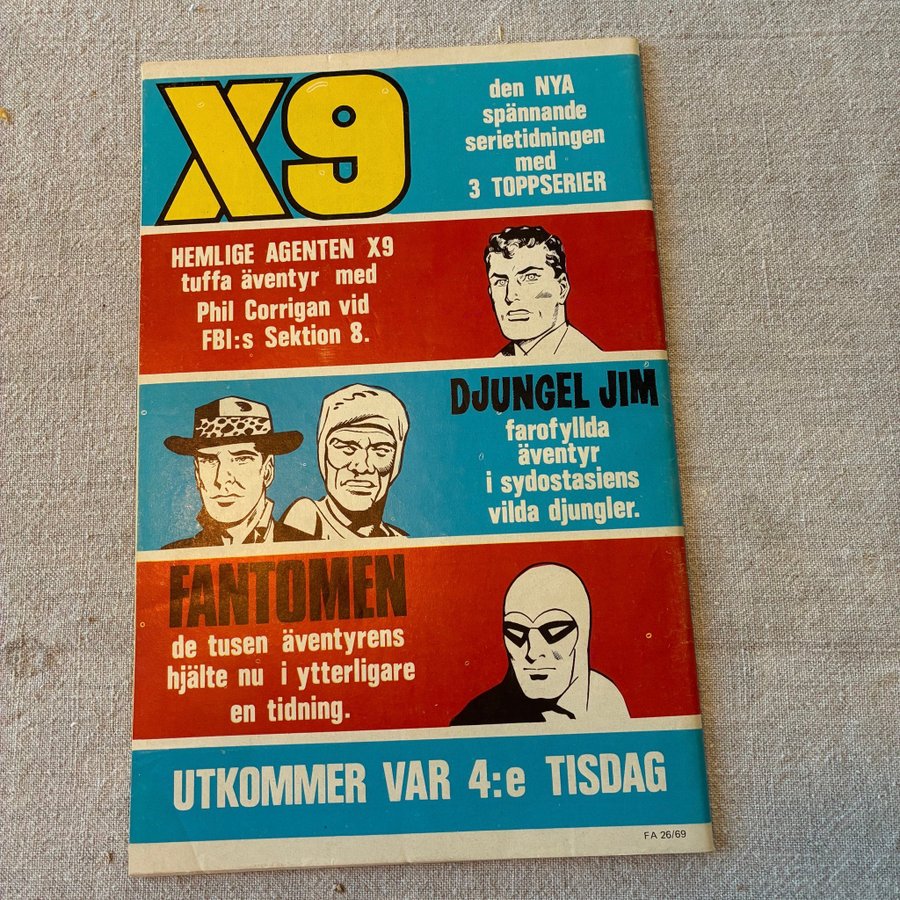 X9
den NYA
spännande
serietidningen
med
3 TOPPSERIER
HEMLIGE AGENTEN X9
tuffa äventyr med
Phil Corrigan vid
FBI:s Sektion 8.
DJUNGEL JIM
farofyllda
äventyr
i sydostasiens
vilda djungler.
FANTOMEN
de tusen äventyrens
hjälte nu i ytterligare
en tidning.
UTKOMMER VAR 4:e TISDAG
FA 26/69